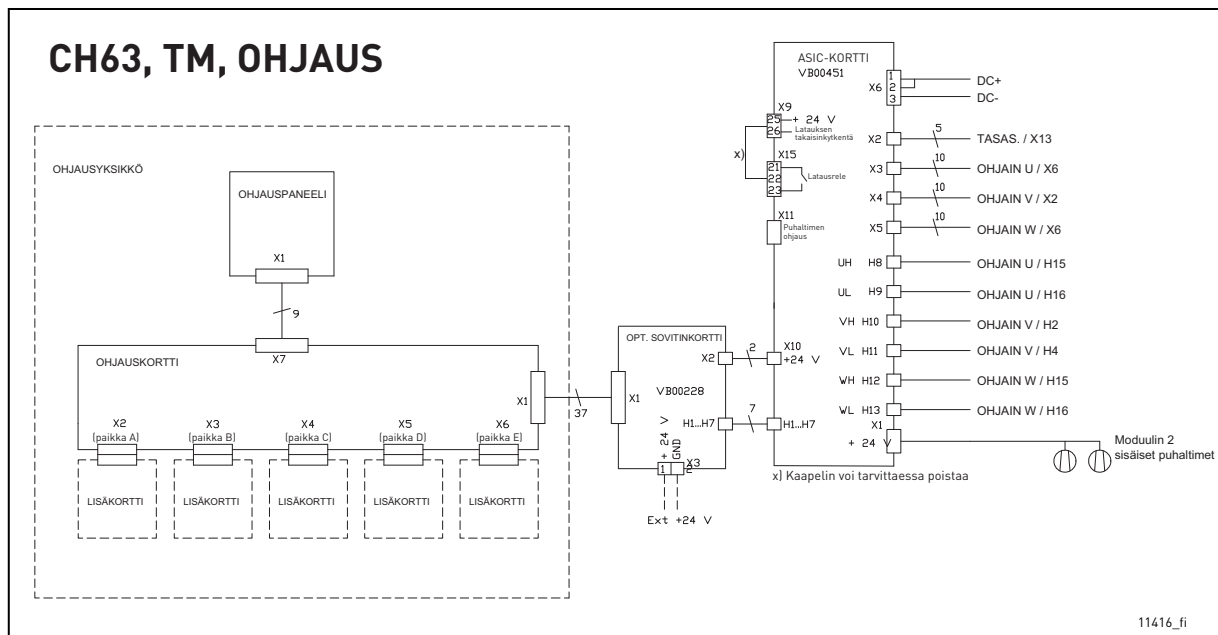 CH63, TM, OHJAUS
OHJAUSYKSIKKÖ
OHJAUSPANEELI
X1
9
X7
OHJAUSKORTTI
X1
37
X2
(paikka A)
X3
(paikka B)
X4
(paikka C)
X5
(paikka D)
X6
(paikka E)
LISÄKORTTI
LISÄKORTTI
LISÄKORTTI
LISÄKORTTI
LISÄKORTTI
OPT. SOVITINKORTTI
X2
2
X1
VB00228
H1...H7
7
+ 24 V
GND
X3
1
2
Ext +24 V
ASIC-KORTTI
VB00451
X9
25
+ 24 V
26
Latauksen
takaisinkytkentä
x)
X15
21
22
23
Latausrele
X11
Puhaltimen
ohjaus
X10
+24 V
H1...H7
X6
1
2
3
DC+
DC-
X2
5
TASAS. / X13
X3
10
OHJAIN U / X6
X4
10
OHJAIN V / X2
X5
10
OHJAIN W / X6
UH H8
OHJAIN U / H15
UL H9
OHJAIN U / H16
VH H10
OHJAIN V / H2
VL H11
OHJAIN V / H4
WH H12
OHJAIN W / H15
WL H13
OHJAIN W / H16
X1
+ 24 V
Moduulin 2
sisäiset puhaltimet
x) Kaapelin voi tarvittaessa poistaa
11416_fi